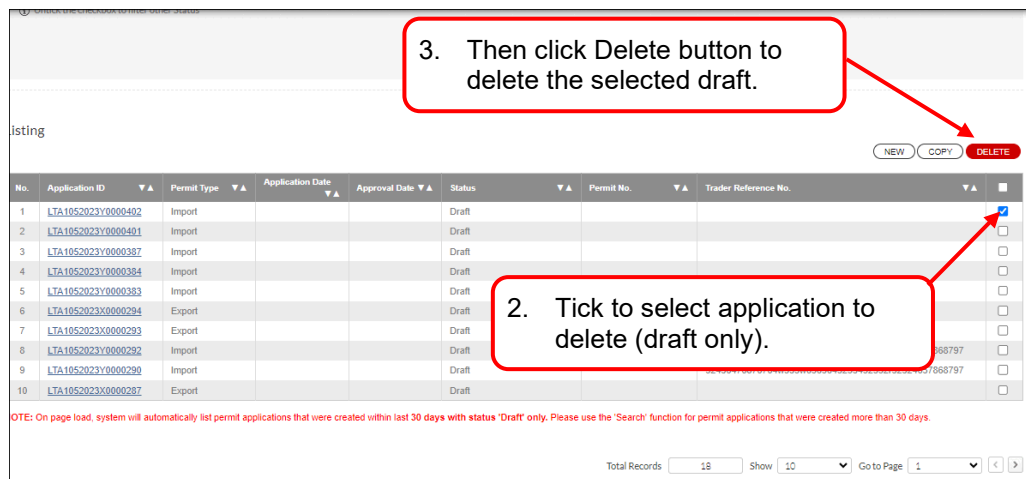 Untick the checkbox to filter other Status
3. Then click Delete button to
delete the selected draft.
isting
NEW COPY DELETE
No. Application ID ▼▲ Permit Type ▼▲ Application Date ▼▲ Approval Date ▼▲ Status ▼▲ Permit No. ▼▲ Trader Reference No. ▼▲
1 LTA1052023Y0000402 Import Draft
2 LTA1052023Y0000401 Import Draft
3 LTA1052023Y0000387 Import Draft
4 LTA1052023Y0000384 Import Draft
5 LTA1052023Y0000383 Import Draft
6 LTA1052023X0000294 Export Draft
7 LTA1052023X0000293 Export Draft
8 LTA1052023Y0000292 Import Draft 868797
9 LTA1052023Y0000290 Import Draft
10 LTA1052023X0000287 Export Draft
2. Tick to select application to
delete (draft only).
OTE: On page load, system will automatically list permit applications that were created within last 30 days with status 'Draft' only. Please use the 'Search' function for permit applications that were created more than 30 days.
Total Records 18 Show 10 Go to Page 1 < >